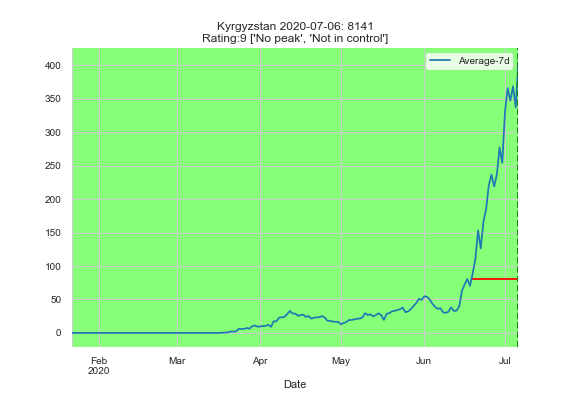 Kyrgyzstan 2020-07-06: 8141
Rating:9 ['No peak', 'Not in control']
Average-7d
400
350
300
250
200
150
100
50
0
Feb Mar Apr May Jun Jul
2020
Date